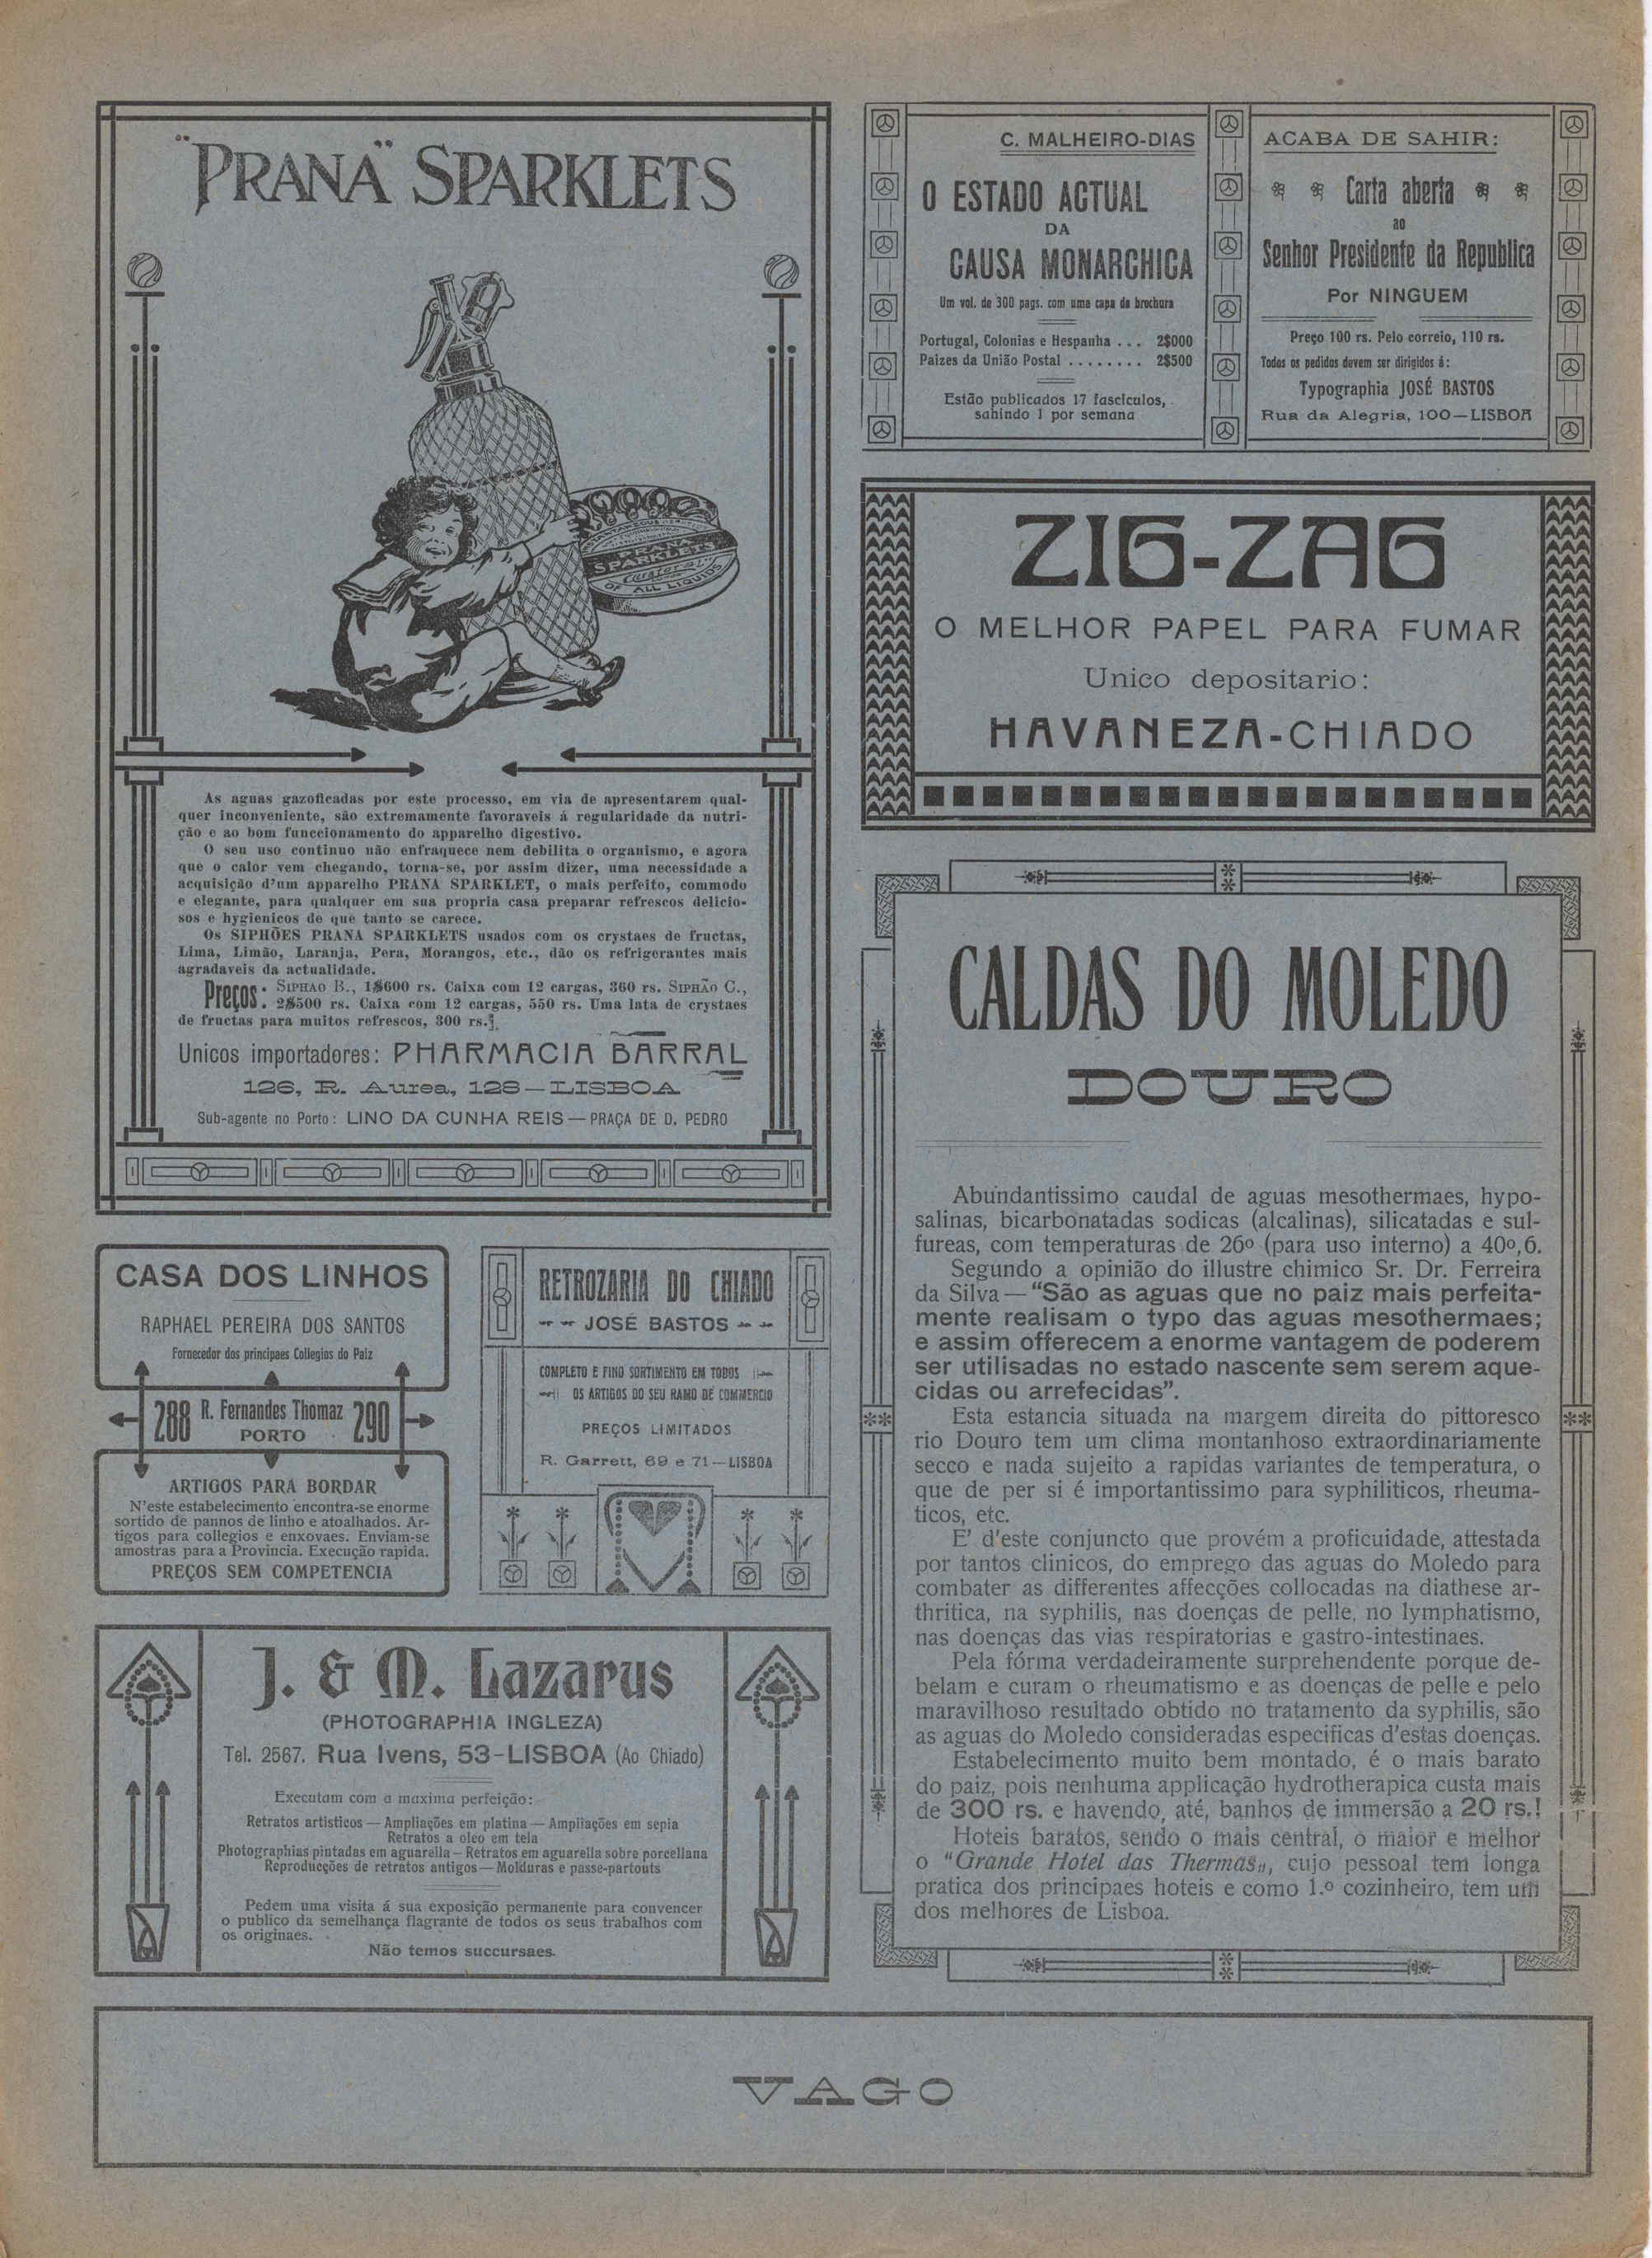 "PRANA" SPARKLETS
INSTANTANEOUS
PRANA
SPARKLETS
OF ALL LIQUIDS
As aguas gazoficadas por este processo, em via de apresentarem qual-
quer inconveniente, são extremamente favoraveis á regularidade da nutri-
ção e ao bom funccionamento do apparelho digestivo.
O seu uso continuo não enfraquece nem debilita o organismo, e agora
que o calor vem chegando, torna-se, por assim dizer, uma necessidade a
acquisição d'um apparelho PRANA SPARKLET, o mais perfeito, commodo
e elegante, para qualquer em sua propria casa preparar refrescos delicio-
sos e hygienicos de que tanto se carece.
Os SIPHÕES PRANA SPARKLETS usados com os crystaes de fructas,
Lima, Limão, Laranja, Pera, Morangos, etc., dão os refrigerantes mais
agradaveis da actualidade.
Preços: SIPHAO B., 1$600 rs. Caixa com 12 cargas, 360 rs. SIPHÃO C.,
2$500 rs. Caixa com 12 cargas, 550 rs. Uma lata de crystaes
de fructas para muitos refrescos, 300 rs.
Unicos importadores: PHARMACIA BARRAL
126, R. Aurea, 128—LISBOA
Sub-agente no Porto: LINO DA CUNHA REIS—PRAÇA DE D. PEDRO
C. MALHEIRO-DIAS
O ESTADO ACTUAL
DA
CAUSA MONARCHICA
Um vol. de 300 pags. com uma capa de brochura
Portugal, Colonias e Hespanha ... 2$000
Paizes da União Postal ........ 2$500
Estão publicados 17 fasciculos,
sahindo 1 por semana
ACABA DE SAHIR:
Carta aberta
ao
Senhor Presidente da Republica
Por NINGUEM
Preço 100 rs. Pelo correio, 110 rs.
Todos os pedidos devem ser dirigidos á:
Typographia JOSÉ BASTOS
Rua da Alegria, 100—LISBOA
ZIG-ZAG
O MELHOR PAPEL PARA FUMAR
Unico depositario:
HAVANEZA-CHIADO
CALDAS DO MOLEDO
DOURO
Abundantissimo caudal de aguas mesothermaes, hypo-
salinas, bicarbonatadas sodicas (alcalinas), silicatadas e sul-
fureas, com temperaturas de 26º (para uso interno) a 40º,6.
Segundo a opinião do illustre chimico Sr. Dr. Ferreira
da Silva—"São as aguas que no paiz mais perfeita-
mente realisam o typo das aguas mesothermaes;
e assim offerecem a enorme vantagem de poderem
ser utilisadas no estado nascente sem serem aque-
cidas ou arrefecidas".
Esta estancia situada na margem direita do pittoresco
rio Douro tem um clima montanhoso extraordinariamente
secco e nada sujeito a rapidas variantes de temperatura, o
que de per si é importantissimo para syphiliticos, rheuma-
ticos, etc.
E' d'este conjuncto que provém a proficuidade, attestada
por tantos clinicos, do emprego das aguas do Moledo para
combater as differentes affecções collocadas na diathese ar-
thritica, na syphilis, nas doenças de pelle, no lymphatismo,
nas doenças das vias respiratorias e gastro-intestinaes.
Pela fórma verdadeiramente surprehendente porque de-
belam e curam o rheumatismo e as doenças de pelle e pelo
maravilhoso resultado obtido no tratamento da syphilis, são
as aguas do Moledo consideradas especificas d'estas doenças.
Estabelecimento muito bem montado, é o mais barato
do paiz, pois nenhuma applicação hydrotherapica custa mais
de 300 rs. e havendo, até, banhos de immersão a 20 rs.!
Hoteis baratos, sendo o mais central, o maior e melhor
o "Grande Hotel das Thermas„, cujo pessoal tem longa
pratica dos principaes hoteis e como 1.º cozinheiro, tem um
dos melhores de Lisboa.
CASA DOS LINHOS
RAPHAEL PEREIRA DOS SANTOS
Fornecedor dos principaes Collegios do Paiz
288 R. Fernandes Thomaz 290
PORTO
ARTIGOS PARA BORDAR
N'este estabelecimento encontra-se enorme
sortido de pannos de linho e atoalhados. Ar-
tigos para collegios e enxovaes. Enviam-se
amostras para a Provincia. Execução rapida.
PREÇOS SEM COMPETENCIA
RETROZARIA DO CHIADO
JOSÉ BASTOS
COMPLETO E FINO SORTIMENTO EM TODOS
OS ARTIGOS DO SEU RAMO DE COMMERCIO
PREÇOS LIMITADOS
R. Garrett, 69 e 71—LISBOA
J. & M. Lazarus
(PHOTOGRAPHIA INGLEZA)
Tel. 2567. Rua Ivens, 53-LISBOA (Ao Chiado)
Executam com a maxima perfeição:
Retratos artisticos—Ampliações em platina—Ampliações em sepia
Retratos a oleo em tela
Photographias pintadas em aguarella—Retratos em aguarella sobre porcellana
Reproducções de retratos antigos—Molduras e passe-partouts
Pedem uma visita á sua exposição permanente para convencer
o publico da semelhança flagrante de todos os seus trabalhos com
os originaes.
Não temos succursaes.
VAGO